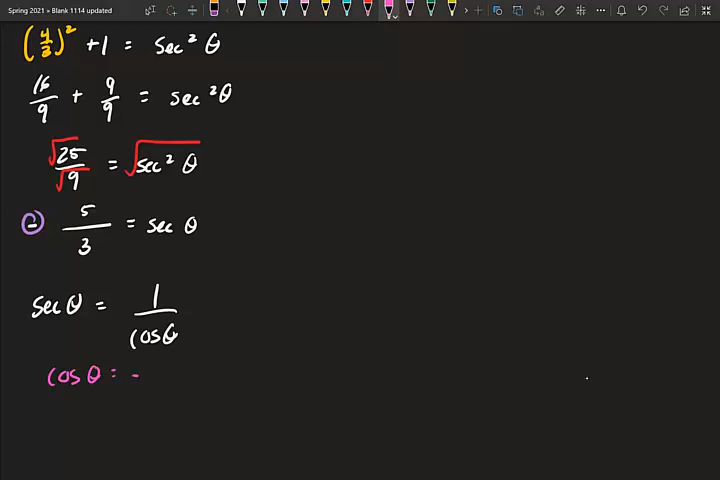 Spring 2021 » Blank 1114 updated
(4/3)² + 1 = sec² θ
16/9 + 9/9 = sec² θ
√25/√9 = √sec² θ
- 5/3 = sec θ
sec θ = 1/cos θ
cos θ = -